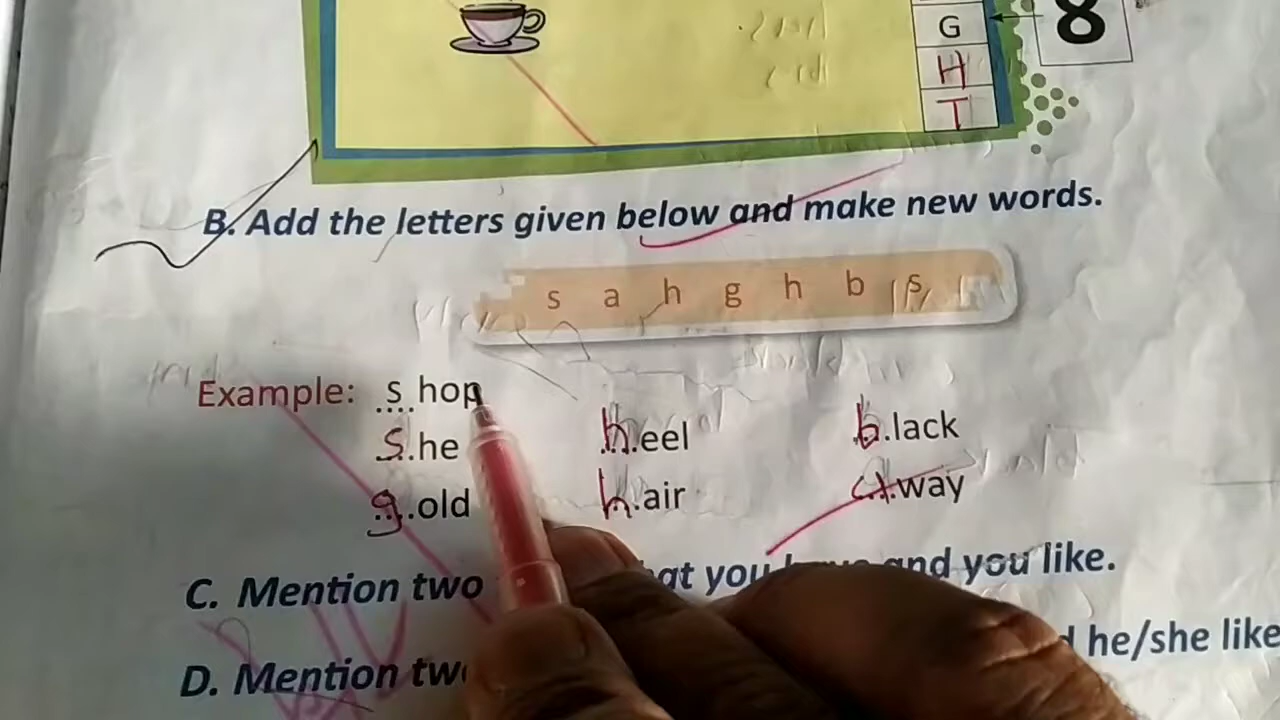 G
8
H
T
B. Add the letters given below and make new words.
s a h g h b s
Example: s hop
S.he h.eel b.lack
g.old h.air a.way
C. Mention two at you have and you like.
D. Mention he/she like